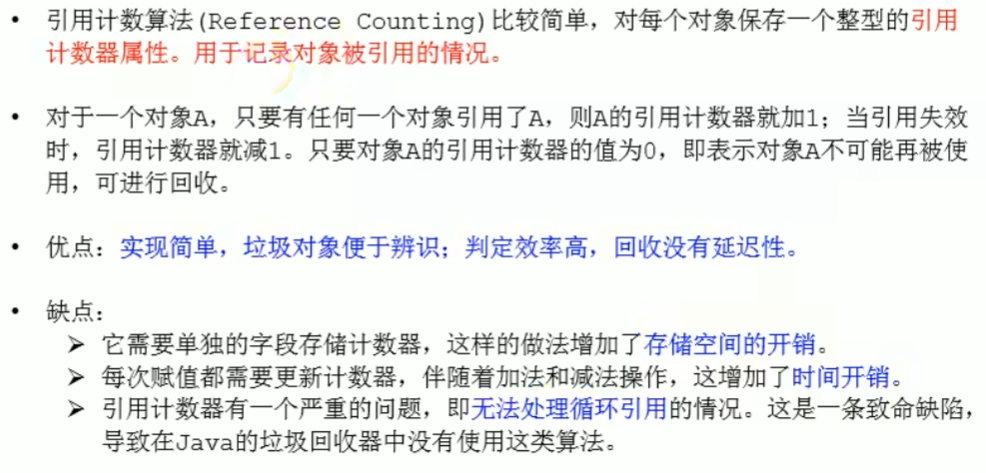 • 引用计数算法(Reference Counting)比较简单，对每个对象保存一个整型的引用
计数器属性。用于记录对象被引用的情况。
• 对于一个对象A，只要有任何一个对象引用了A，则A的引用计数器就加1；当引用失效
时，引用计数器就减1。只要对象A的引用计数器的值为0，即表示对象A不可能再被使
用，可进行回收。
• 优点：实现简单，垃圾对象便于辨识；判定效率高，回收没有延迟性。
• 缺点：
➢ 它需要单独的字段存储计数器，这样的做法增加了存储空间的开销。
➢ 每次赋值都需要更新计数器，伴随着加法和减法操作，这增加了时间开销。
➢ 引用计数器有一个严重的问题，即无法处理循环引用的情况。这是一条致命缺陷，
导致在Java的垃圾回收器中没有使用这类算法。